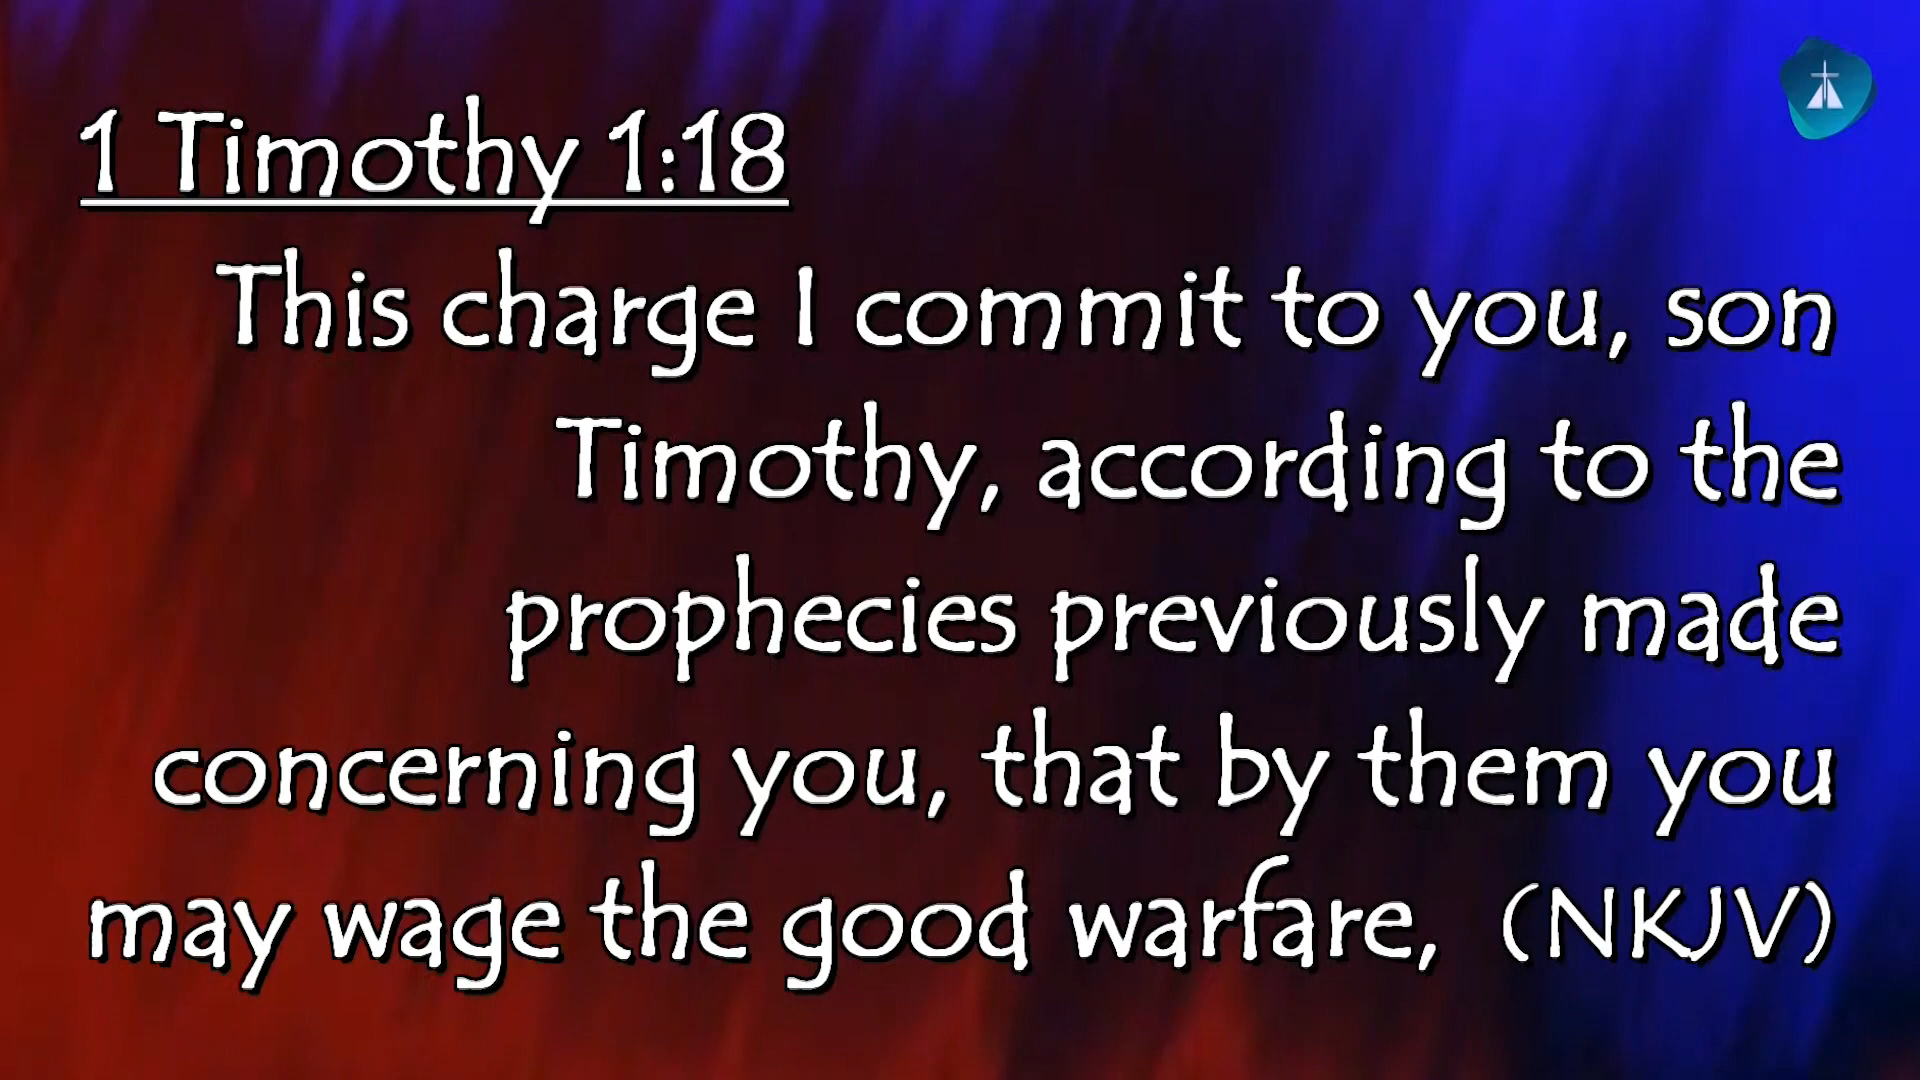 1 Timothy 1:18
This charge I commit to you, son
Timothy, according to the
prophecies previously made
concerning you, that by them you
may wage the good warfare, (NKJV)